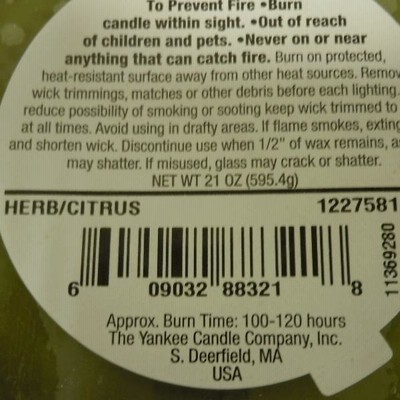 To Prevent Fire •Burn
candle within sight. •Out of reach
of children and pets. •Never on or near
anything that can catch fire. Burn on protected,
heat-resistant surface away from other heat sources.
wick trimmings, matches or other debris before each lighting.
reduce possibility of smoking or sooting keep wick trimmed to
at all times. Avoid using in drafty areas. If flame smokes,
and shorten wick. Discontinue use when 1/2" of wax remains,
may shatter. If misused, glass may crack or shatter.
NET WT 21 OZ (595.4g)
HERB/CITRUS 1227581
6 09032 88321 8
11369280
Approx. Burn Time: 100-120 hours
The Yankee Candle Company, Inc.
S. Deerfield, MA
USA